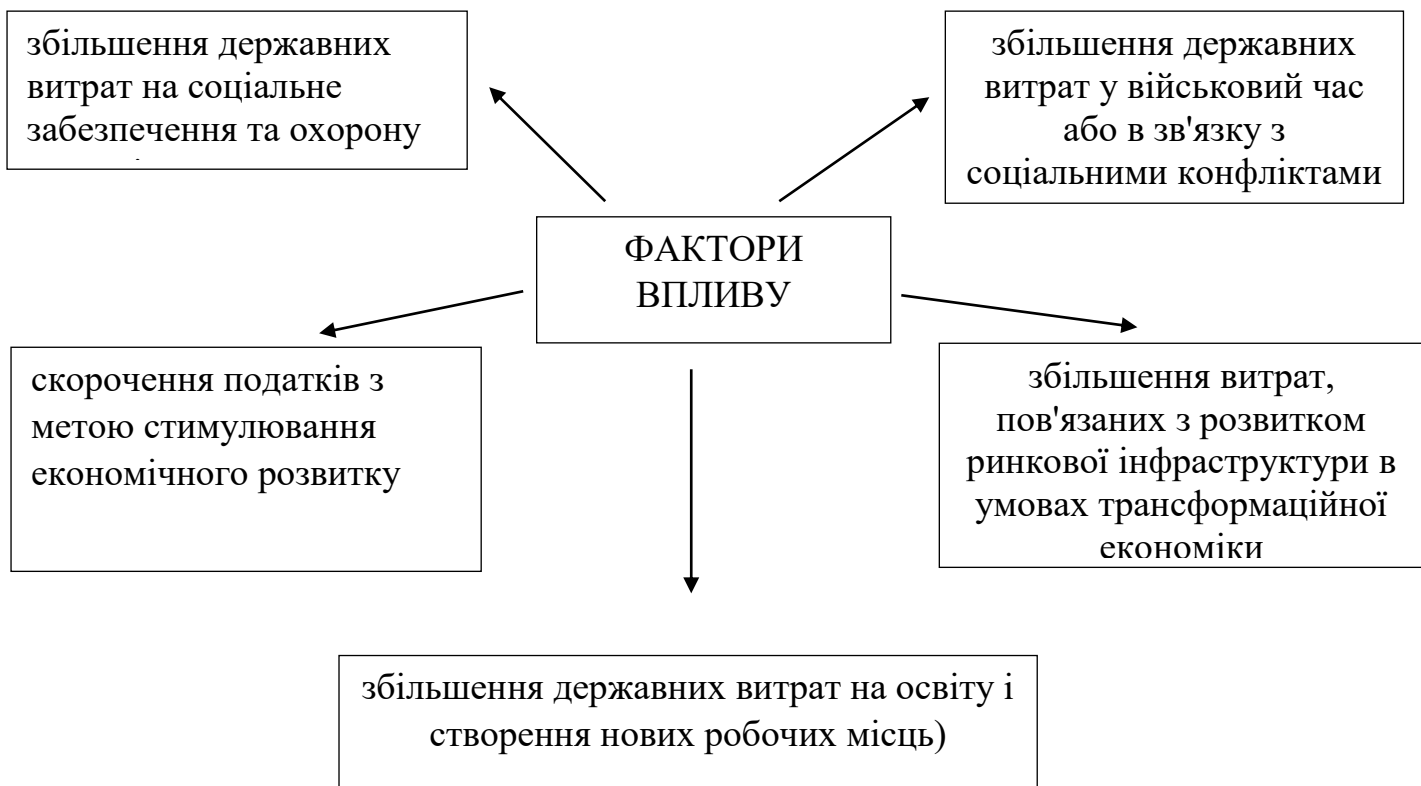 збільшення державних
витрат на соціальне
забезпечення та охорону
збільшення державних
витрат у військовий час
або в зв'язку з
соціальними конфліктами
ФАКТОРИ
ВПЛИВУ
скорочення податків з
метою стимулювання
економічного розвитку
збільшення витрат,
пов'язаних з розвитком
ринкової інфраструктури в
умовах трансформаційної
економіки
збільшення державних витрат на освіту і
створення нових робочих місць)